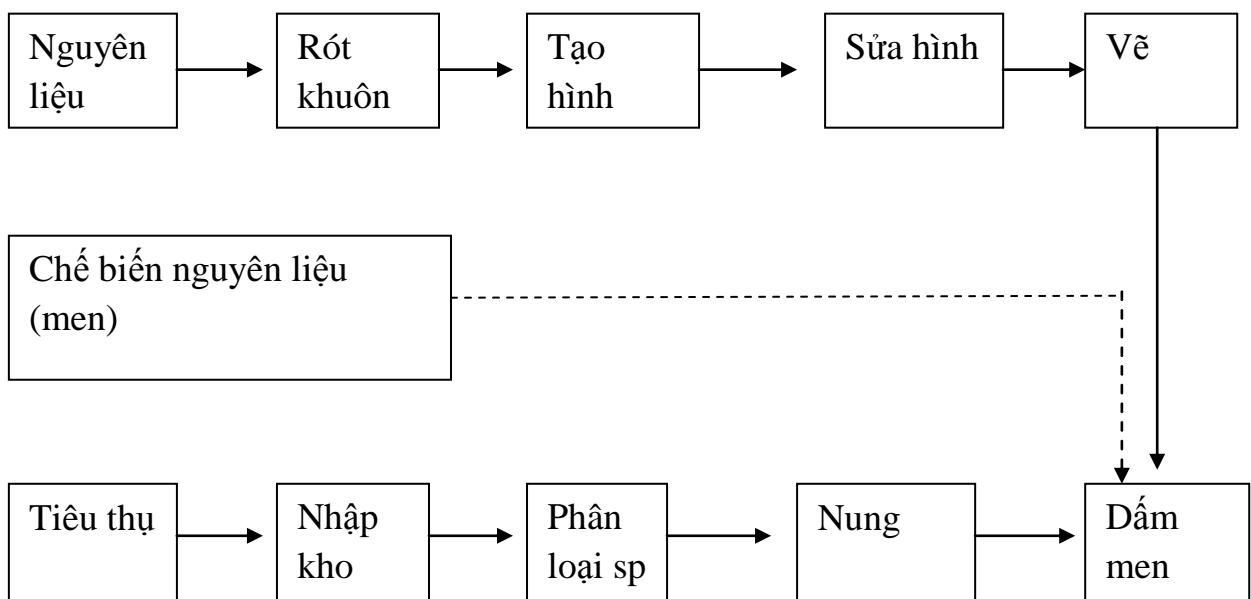 Nguyên
liệu
Rót
khuôn
Tạo
hình
Sửa hình
Vẽ
Chế biến nguyên liệu
(men)
Tiêu thụ
Nhập
kho
Phân
loại sp
Nung
Dấm
men